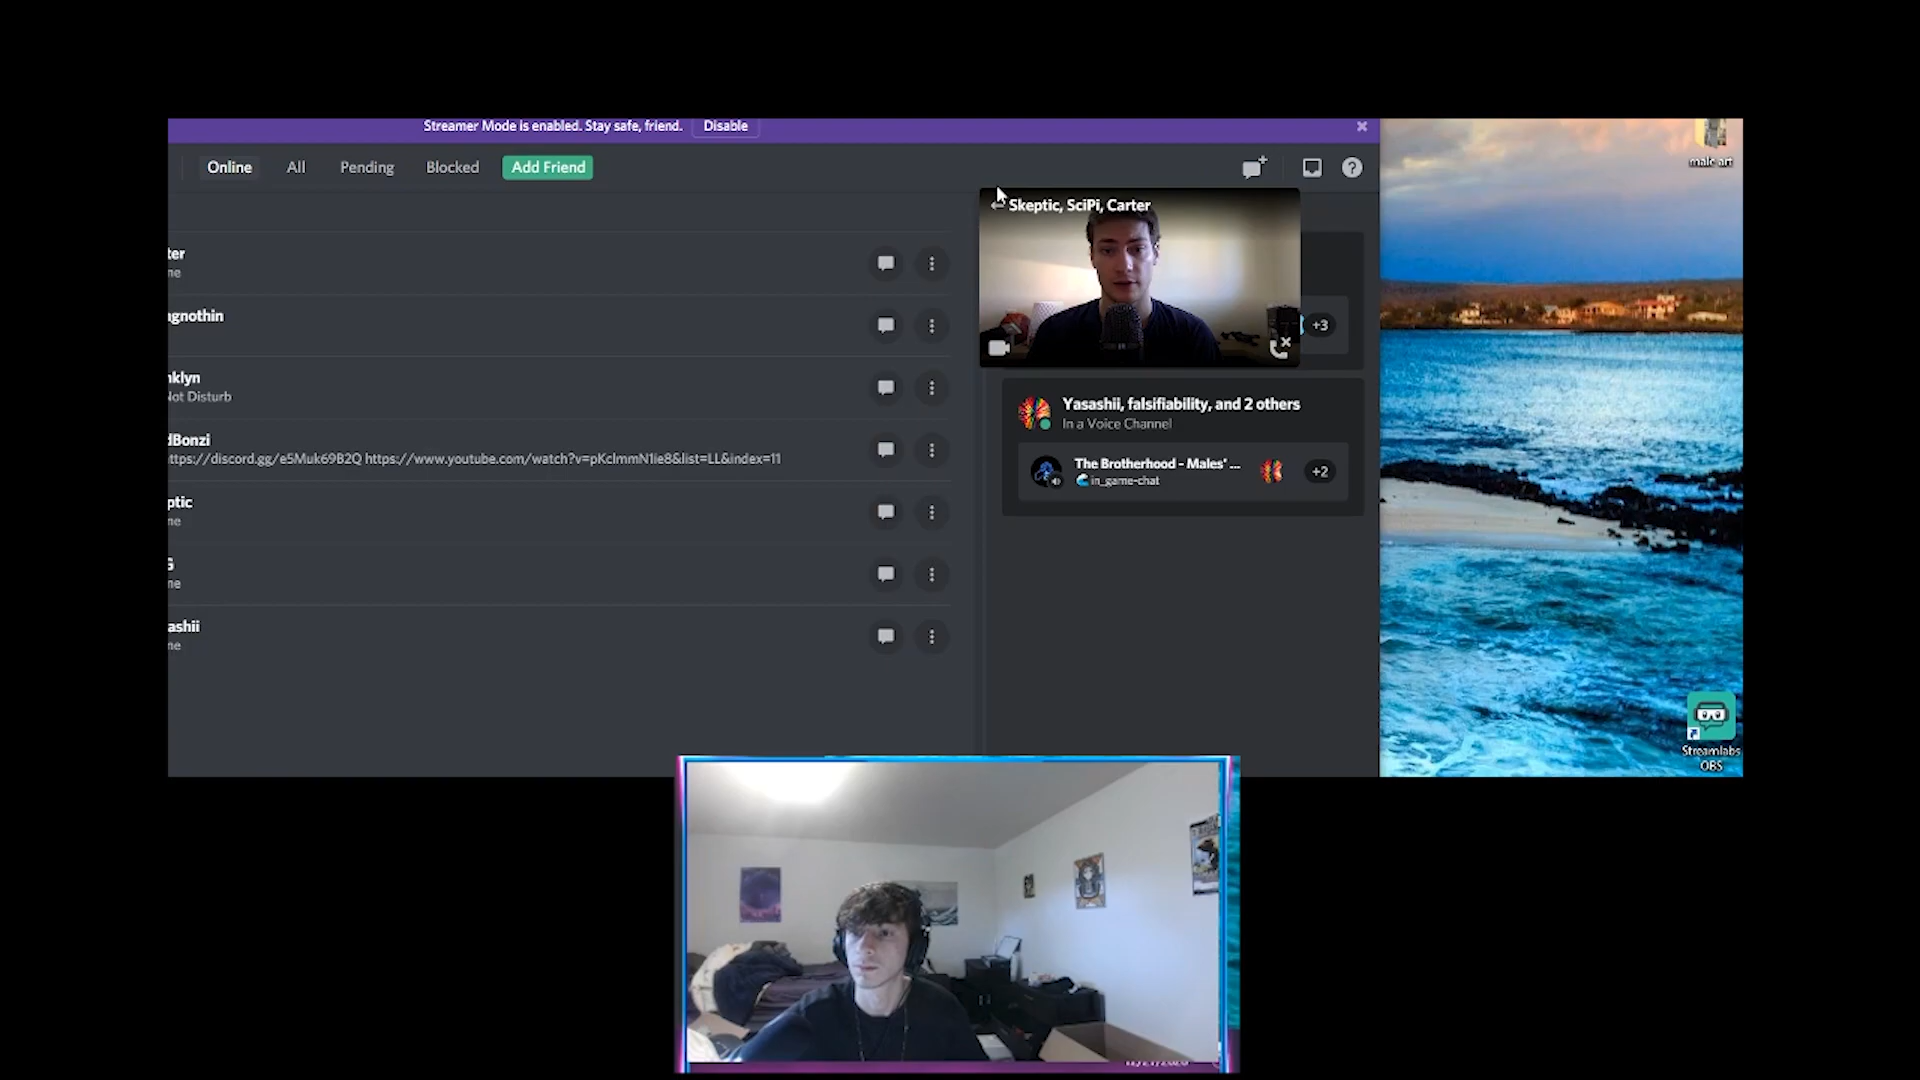 Streamer Mode is enabled. Stay safe, friend. Disable
Online All Pending Blocked Add Friend
Skeptic, SciPi, Carter
ter
ne
gnothin
+3
nklyn
Not Disturb
Yasashii, falsifiability, and 2 others
In a Voice Channel
dBonzi
ttps://discord.gg/e5Muk69B2Q https://www.youtube.com/watch?v=pKclmmN1ie8&list=LL&index=11
The Brotherhood - Males' ...
in_game-chat
+2
ptic
ne
G
ne
ashii
ne
male art
Streamlabs
OBS